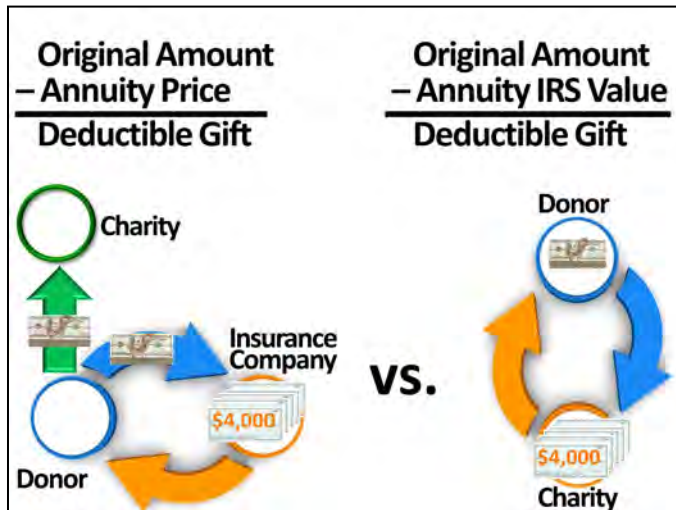 Original Amount
– Annuity Price
Deductible Gift
Charity
Insurance
Company
$4,000
Donor
vs.
Original Amount
– Annuity IRS Value
Deductible Gift
Donor
$4,000
Charity